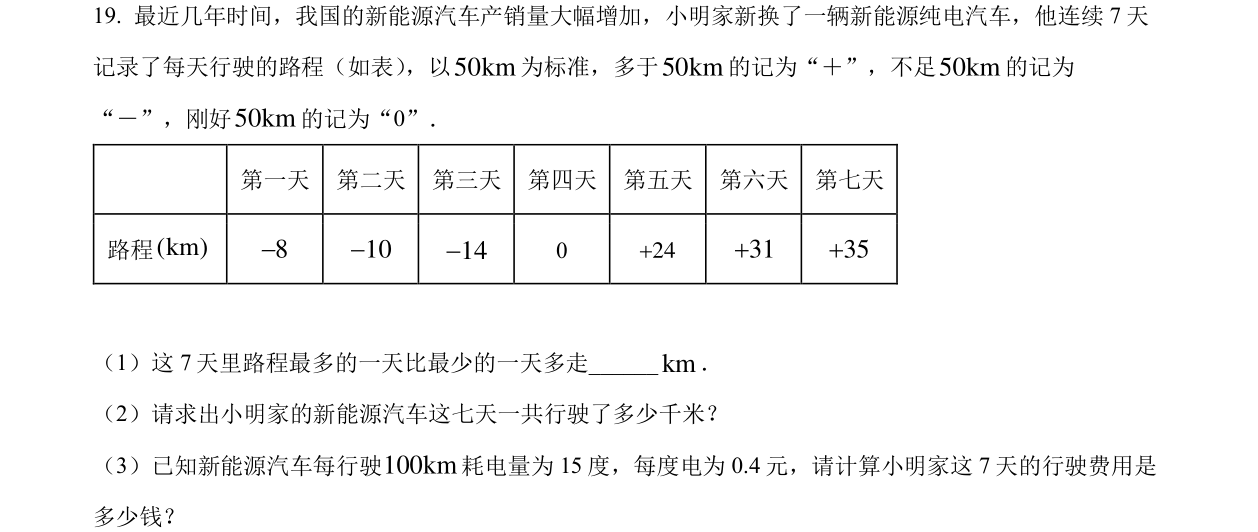 19. 最近几年时间，我国的新能源汽车产销量大幅增加，小明家新换了一辆新能源纯电汽车，他连续 7 天
记录了每天行驶的路程（如表），以50km 为标准，多于50km 的记为“＋”，不足50km 的记为
“－”，刚好50km 的记为“0”．
第一天 第二天 第三天 第四天 第五天 第六天 第七天
路程(km) −8 −10 −14 0 +24 +31 +35
（1）这 7 天里路程最多的一天比最少的一天多走______km．
（2）请求出小明家的新能源汽车这七天一共行驶了多少千米？
（3）已知新能源汽车每行驶100km 耗电量为 15 度，每度电为 0.4 元，请计算小明家这 7 天的行驶费用是
多少钱？